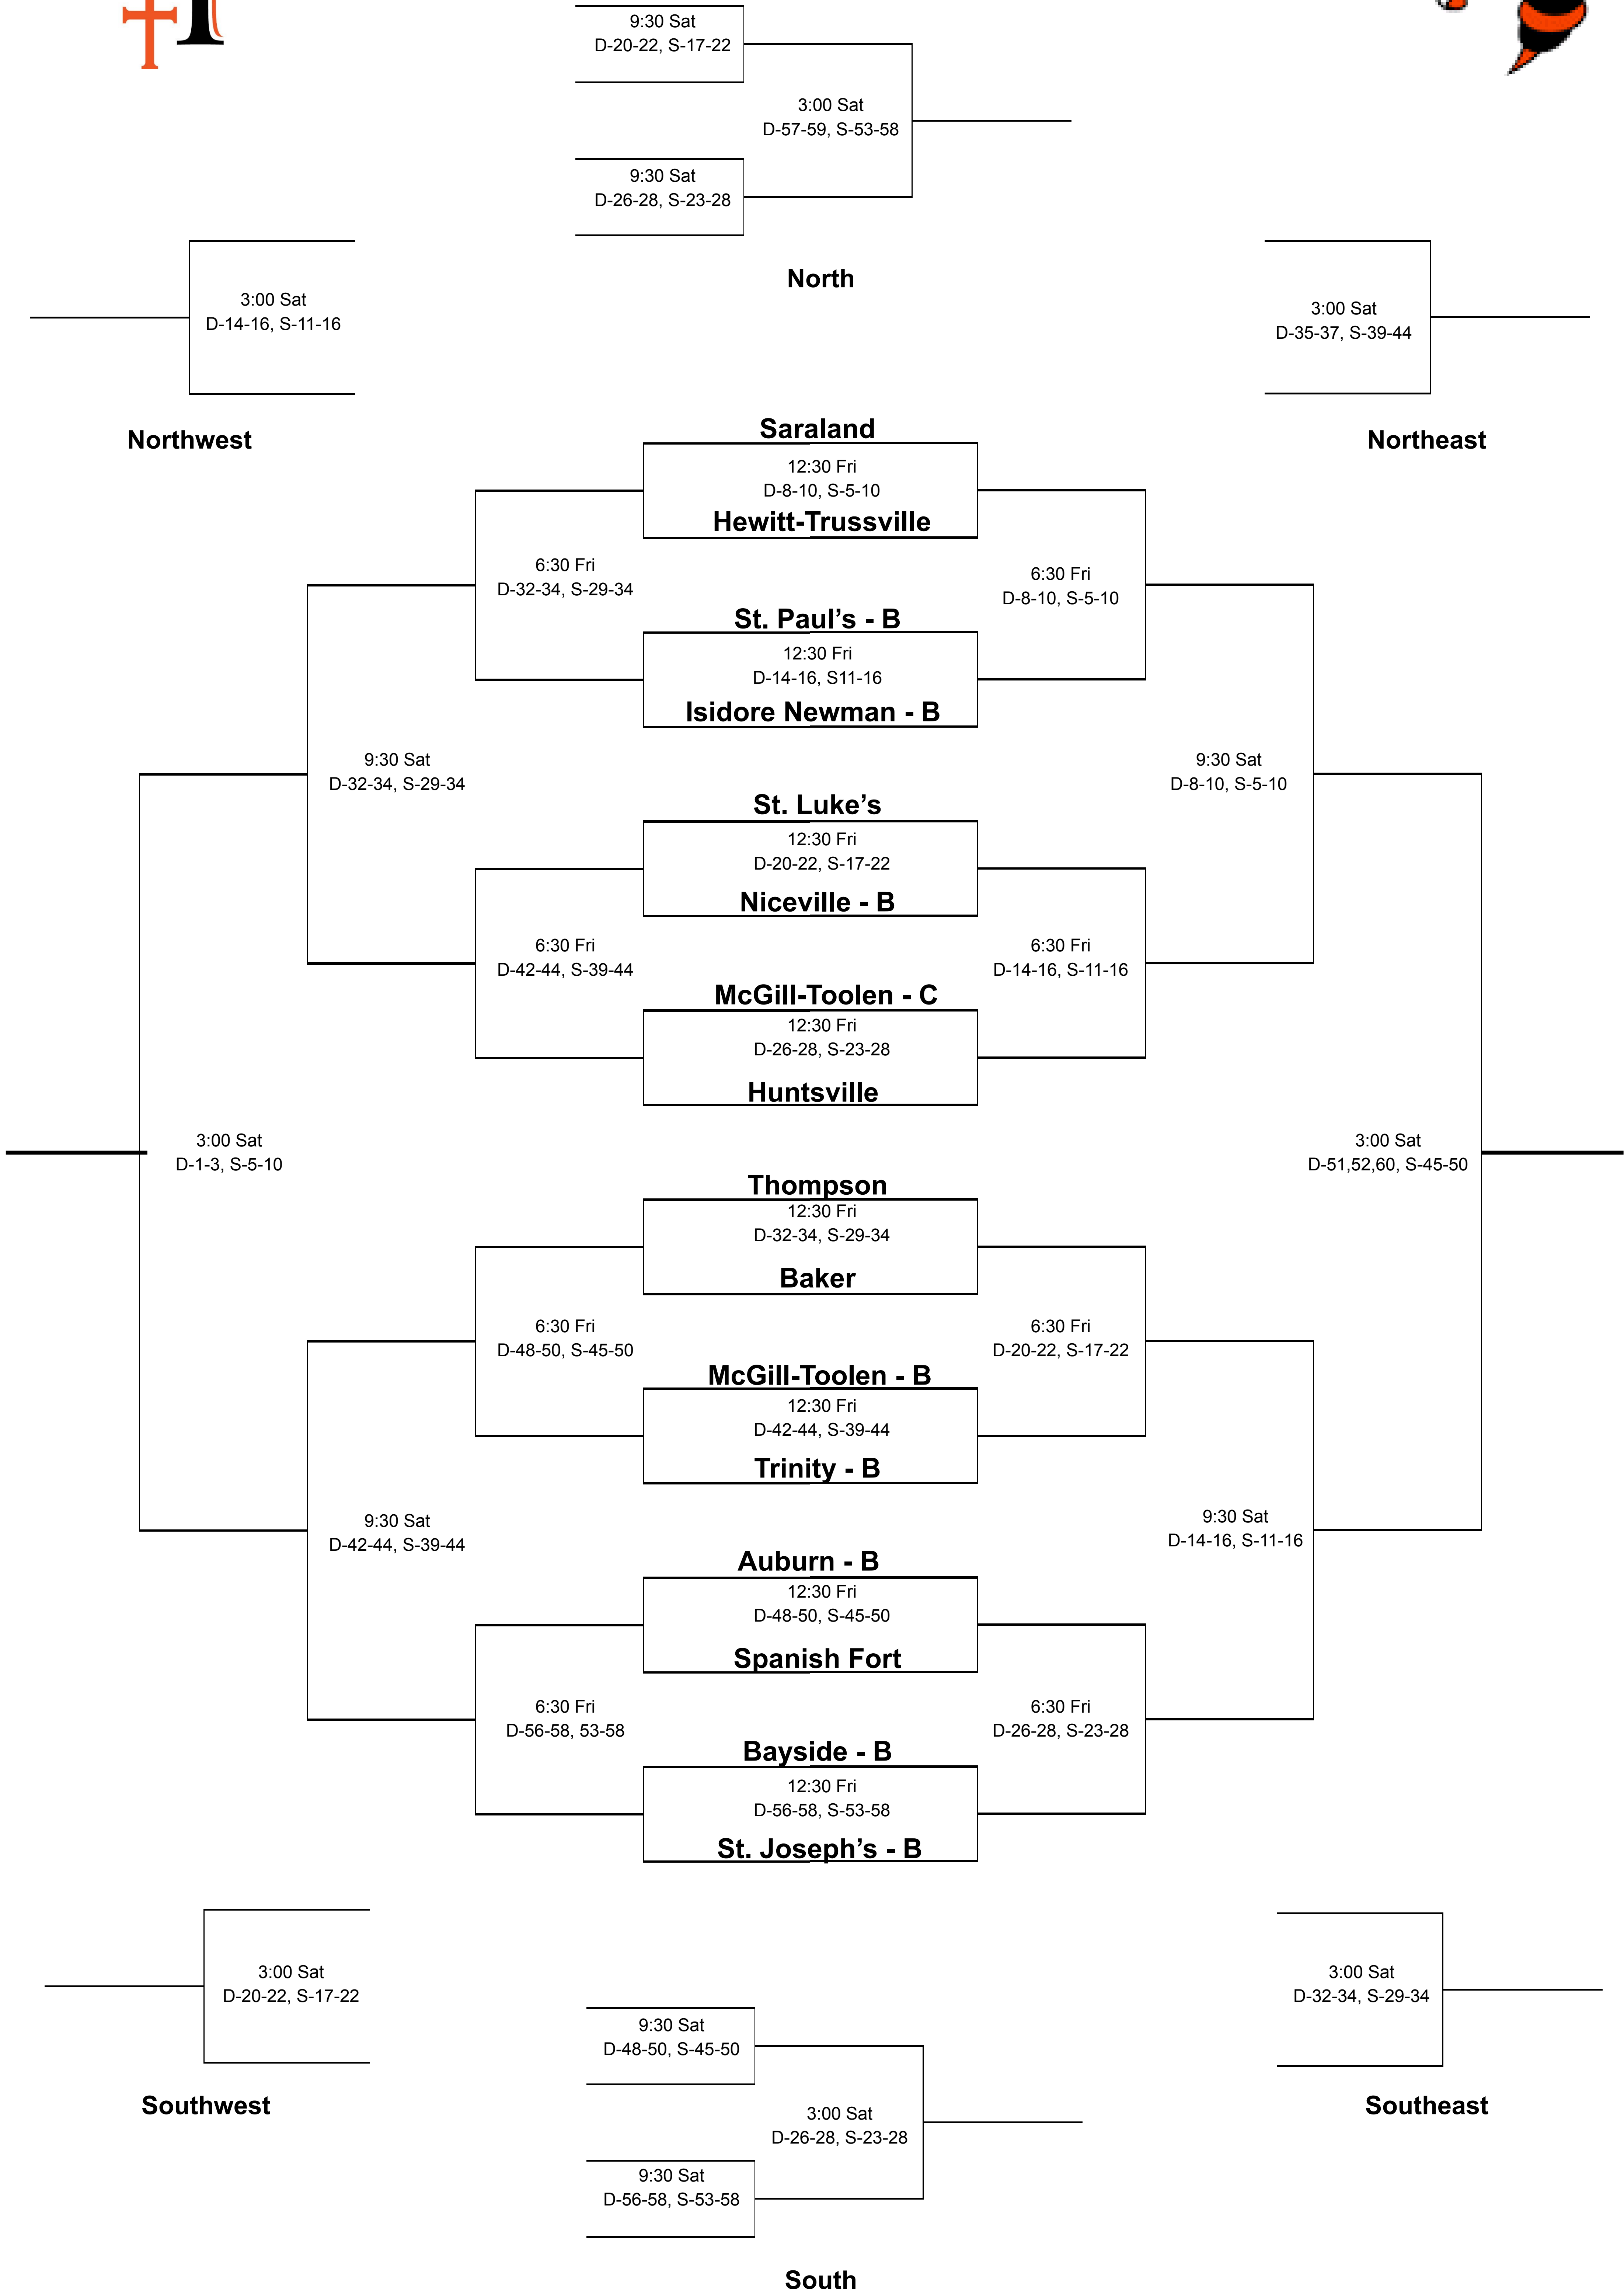 9:30 Sat
D-20-22, S-17-22
3:00 Sat
D-57-59, S-53-58
9:30 Sat
D-26-28, S-23-28
North
3:00 Sat
D-14-16, S-11-16
Northwest
3:00 Sat
D-35-37, S-39-44
Northeast
Saraland
12:30 Fri
D-8-10, S-5-10
Hewitt-Trussville
6:30 Fri
D-32-34, S-29-34
6:30 Fri
D-8-10, S-5-10
St. Paul’s - B
12:30 Fri
D-14-16, S11-16
Isidore Newman - B
9:30 Sat
D-32-34, S-29-34
9:30 Sat
D-8-10, S-5-10
St. Luke’s
12:30 Fri
D-20-22, S-17-22
Niceville - B
6:30 Fri
D-42-44, S-39-44
6:30 Fri
D-14-16, S-11-16
McGill-Toolen - C
12:30 Fri
D-26-28, S-23-28
Huntsville
3:00 Sat
D-1-3, S-5-10
3:00 Sat
D-51,52,60, S-45-50
Thompson
12:30 Fri
D-32-34, S-29-34
Baker
6:30 Fri
D-48-50, S-45-50
6:30 Fri
D-20-22, S-17-22
McGill-Toolen - B
12:30 Fri
D-42-44, S-39-44
Trinity - B
9:30 Sat
D-42-44, S-39-44
9:30 Sat
D-14-16, S-11-16
Auburn - B
12:30 Fri
D-48-50, S-45-50
Spanish Fort
6:30 Fri
D-56-58, 53-58
6:30 Fri
D-26-28, S-23-28
Bayside - B
12:30 Fri
D-56-58, S-53-58
St. Joseph’s - B
3:00 Sat
D-20-22, S-17-22
Southwest
3:00 Sat
D-32-34, S-29-34
Southeast
9:30 Sat
D-48-50, S-45-50
3:00 Sat
D-26-28, S-23-28
9:30 Sat
D-56-58, S-53-58
South